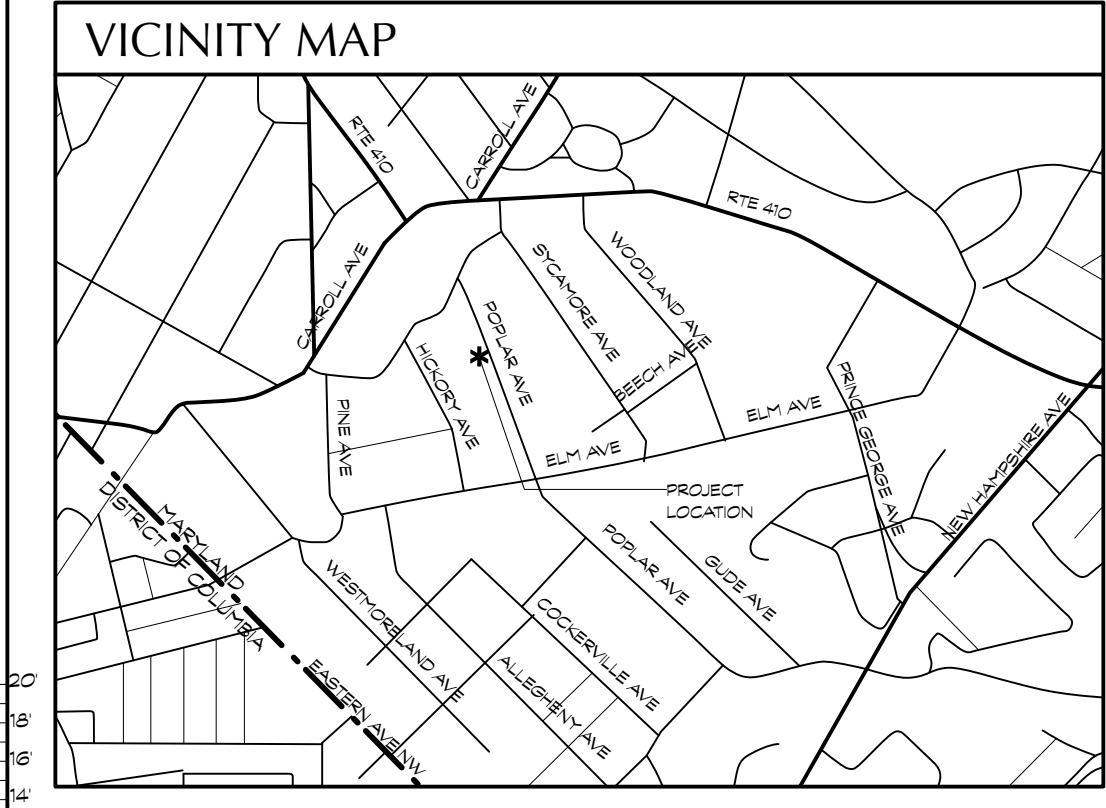 VICINITY MAP
RTE 410
CARROLL AVE
RTE 410
CARROLL AVE
SYCAMORE AVE
WOODLAND AVE
POPLAR AVE
HICKORY AVE
BEECH AVE
PINE AVE
ELM AVE
PRINCE GEORGE AVE
NEW HAMPSHIRE AVE
ELM AVE
*
PROJECT
LOCATION
MARYLAND
DISTRICT OF COLUMBIA
POPLAR AVE
GUDE AVE
WESTMORELAND AVE
COCKERVILLE AVE
ALLEGHENY AVE
EASTERN AVE NW
20'
18'
16'
14'